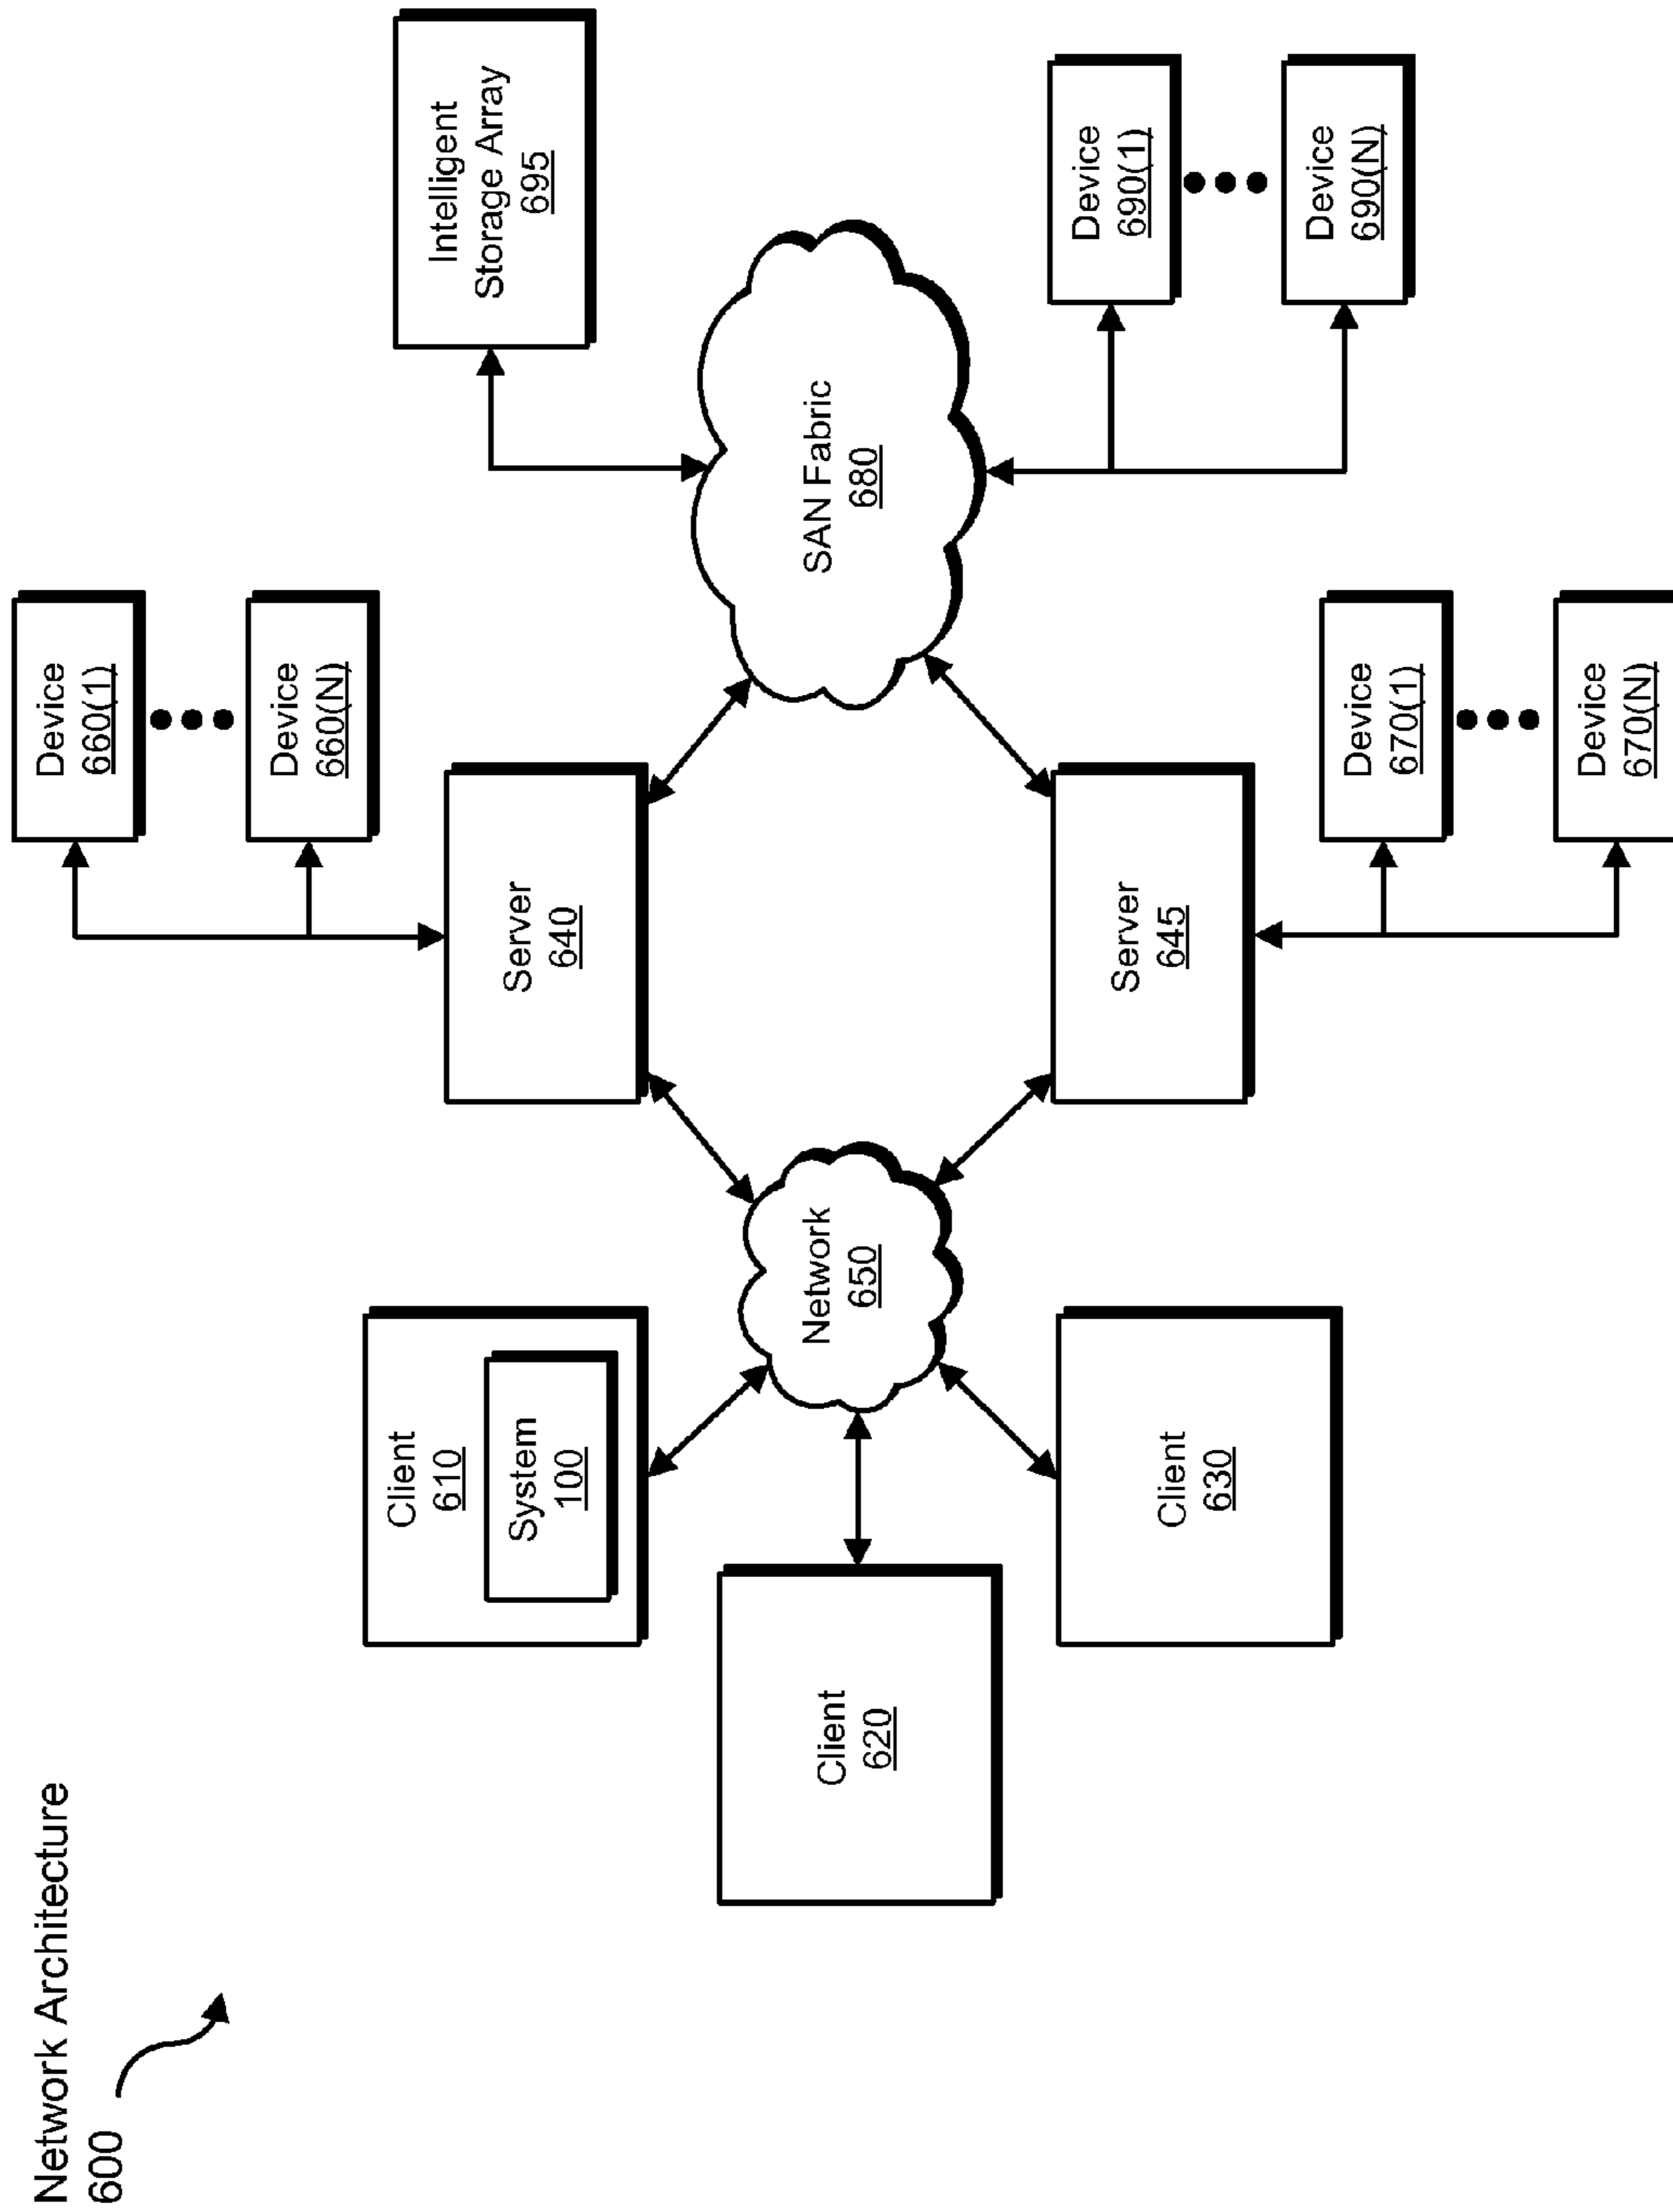 Network Architecture
600
Device
660(1)
Device
660(N)
Intelligent
Storage Array
695
Client
610
System
100
Server
640
Client
620
Network
650
SAN Fabric
680
Client
630
Server
645
Device
690(1)
Device
690(N)
Device
670(1)
Device
670(N)